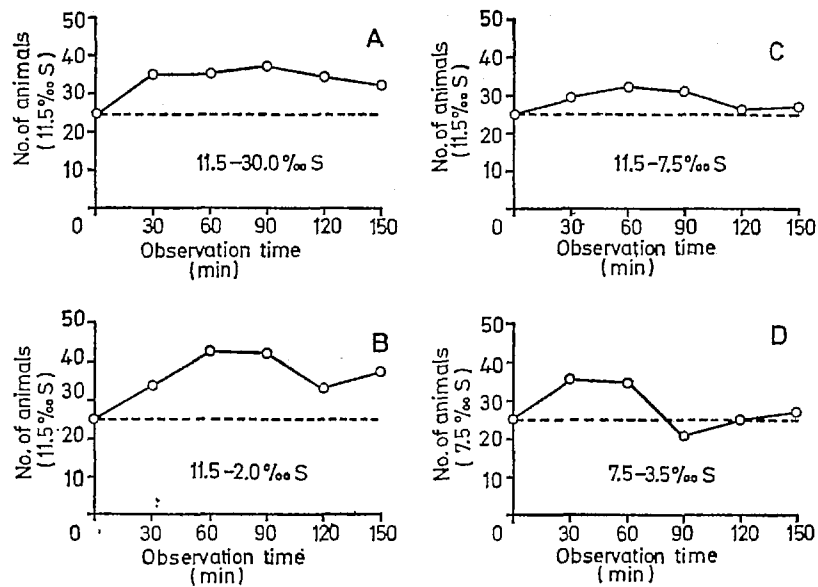 50
40
30
20
10
0
No. of animals
(11.5‰ S)
A
11.5–30.0‰ S
30 60 90 120 150
Observation time
(min)
50
40
30
20
10
0
No. of animals
(11.5‰ S)
C
11.5–7.5‰ S
30 60 90 120 150
Observation time
(min)
50
40
30
20
10
0
No. of animals
(11.5‰ S)
B
11.5–2.0‰ S
30 60 90 120 150
Observation time
(min)
50
40
30
20
10
0
No. of animals
(7.5‰ S)
D
7.5–3.5‰ S
30 60 90 120 150
Observation time
(min)